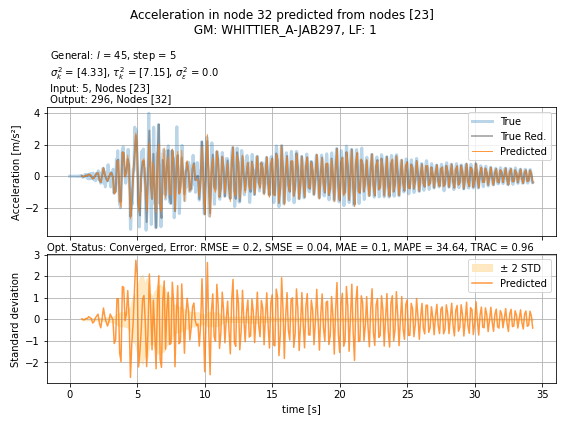 Acceleration in node 32 predicted from nodes [23]
GM: WHITTIER_A-JAB297, LF: 1
General: l = 45, step = 5
σ²ₖ = [4.33], τ²ₖ = [7.15], σ²ε = 0.0
Input: 5, Nodes [23]
Output: 296, Nodes [32]
Acceleration [m/s²]
4
2
0
−2
True
True Red.
Predicted
Opt. Status: Converged, Error: RMSE = 0.2, SMSE = 0.04, MAE = 0.1, MAPE = 34.64, TRAC = 0.96
Standard deviation
3
2
1
0
−1
−2
± 2 STD
Predicted
0 5 10 15 20 25 30 35
time [s]